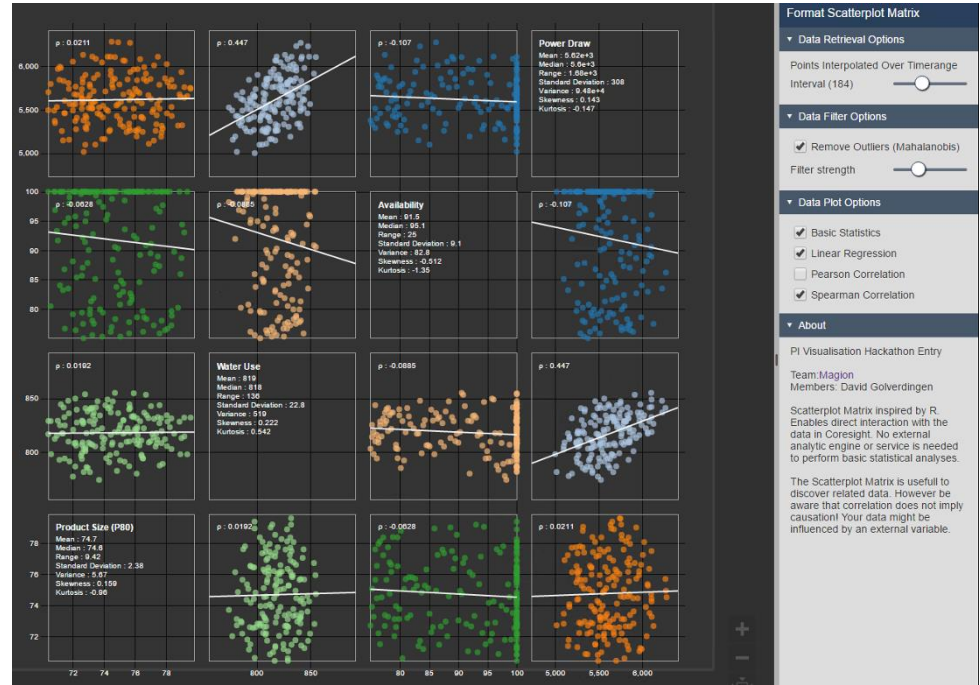 Format Scatterplot Matrix
Data Retrieval Options
Points Interpolated Over Timerange
Interval (184)
Data Filter Options
Remove Outliers (Mahalanobis)
Filter strength
Data Plot Options
Basic Statistics
Linear Regression
Pearson Correlation
Spearman Correlation
About
PI Visualisation Hackathon Entry
Team:Magion
Members: David Golverdingen
Scatterplot Matrix inspired by R.
Enables direct interaction with the
data in Coresight. No external
analytic engine or service is needed
to perform basic statistical analyses.
The Scatterplot Matrix is usefull to
discover related data. However be
aware that correlation does not imply
causation! Your data might be
influenced by an external variable.
ρ : 0.0211
ρ : 0.447
ρ : -0.107
Power Draw
Mean : 5.62e+3
Median : 5.6e+3
Range : 1.68e+3
Standard Deviation : 308
Variance : 9.48e+4
Skewness : 0.143
Kurtosis : -0.147
6,000
5,500
5,000
ρ : -0.0628
ρ : -0.0885
Availability
Mean : 91.5
Median : 95.1
Range : 25
Standard Deviation : 9.1
Variance : 82.8
Skewness : -0.512
Kurtosis : -1.35
ρ : -0.107
100
95
90
85
80
ρ : 0.0192
Water Use
Mean : 819
Median : 818
Range : 136
Standard Deviation : 22.8
Variance : 519
Skewness : 0.222
Kurtosis : 0.542
ρ : -0.0885
ρ : 0.447
850
800
Product Size (P80)
Mean : 74.7
Median : 74.6
Range : 9.42
Standard Deviation : 2.38
Variance : 5.67
Skewness : 0.159
Kurtosis : -0.96
ρ : 0.0192
ρ : -0.0628
ρ : 0.0211
78
76
74
72
72 74 76 78
800 850
80 85 90 95 100
5,000 5,500 6,000